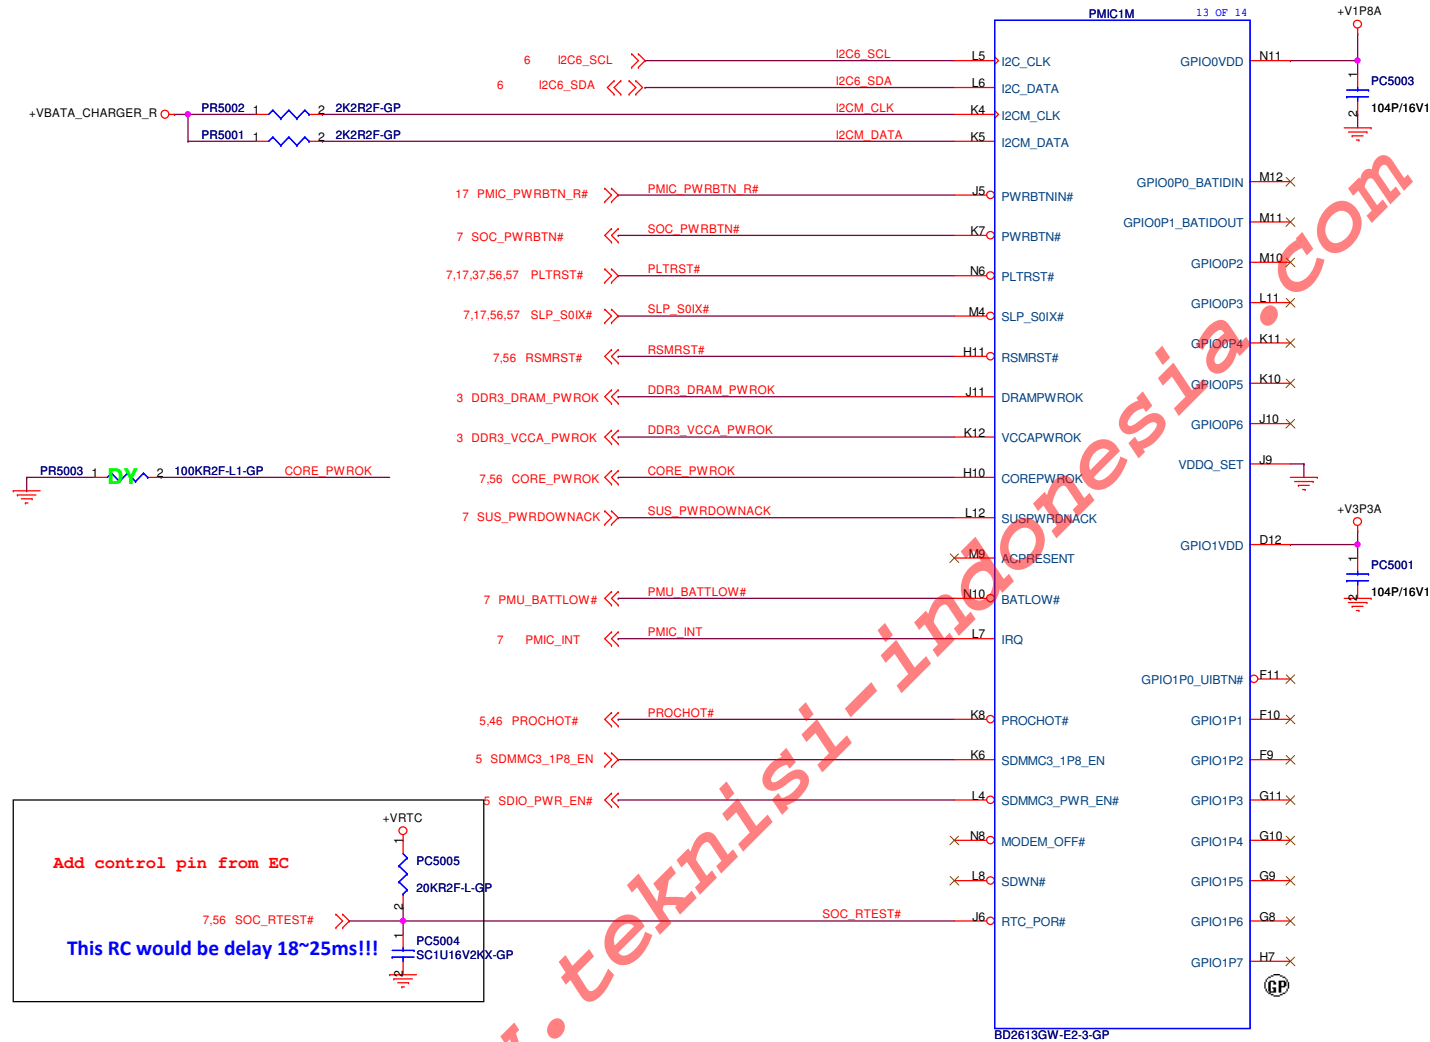 PMIC1M 13 OF 14
+V1P8A
6 I2C6_SCL I2C6_SCL L5 I2C_CLK GPIO0VDD N11
6 I2C6_SDA I2C6_SDA L6 I2C_DATA
1 PC5003
+VBATA_CHARGER_R PR5002 1 2 2K2R2F-GP I2CM_CLK K4 I2CM_CLK
2 104P/16V1
PR5001 1 2 2K2R2F-GP I2CM_DATA K5 I2CM_DATA
GPIO0P0_BATIDIN M12
17 PMIC_PWRBTN_R# PMIC_PWRBTN_R# J5 PWRBTNIN#
GPIO0P1_BATIDOUT M11
7 SOC_PWRBTN# SOC_PWRBTN# K7 PWRBTN#
GPIO0P2 M10
7,17,37,56,57 PLTRST# PLTRST# N6 PLTRST#
GPIO0P3 L11
7,17,56,57 SLP_S0IX# SLP_S0IX# M4 SLP_S0IX#
GPIO0P4 K11
7,56 RSMRST# RSMRST# H11 RSMRST#
GPIO0P5 K10
3 DDR3_DRAM_PWROK DDR3_DRAM_PWROK J11 DRAMPWROK
GPIO0P6 J10
3 DDR3_VCCA_PWROK DDR3_VCCA_PWROK K12 VCCAPWROK
VDDQ_SET J9
PR5003 1 DY 2 100KR2F-L1-GP CORE_PWROK
7,56 CORE_PWROK CORE_PWROK H10 COREPWROK
+V3P3A
7 SUS_PWRDOWNACK SUS_PWRDOWNACK L12 SUSPWRDNACK
GPIO1VDD D12
M9 ACPRESENT
1 PC5001
2 104P/16V1
7 PMU_BATTLOW# PMU_BATTLOW# N10 BATLOW#
7 PMIC_INT PMIC_INT L7 IRQ
GPIO1P0_UIBTN# F11
5,46 PROCHOT# PROCHOT# K8 PROCHOT# GPIO1P1 F10
5 SDMMC3_1P8_EN K6 SDMMC3_1P8_EN GPIO1P2 F9
5 SDIO_PWR_EN# L4 SDMMC3_PWR_EN# GPIO1P3 G11
+VRTC
N8 MODEM_OFF# GPIO1P4 G10
Add control pin from EC
1 PC5005
2 20KR2F-L-GP
L8 SDWN# GPIO1P5 G9
7,56 SOC_RTEST# SOC_RTEST# J6 RTC_POR# GPIO1P6 G8
This RC would be delay 18~25ms!!!
1 PC5004
2 SC1U16V2KX-GP
GPIO1P7 H7
GP
BD2613GW-E2-3-GP
.teknisi-indonesia.com